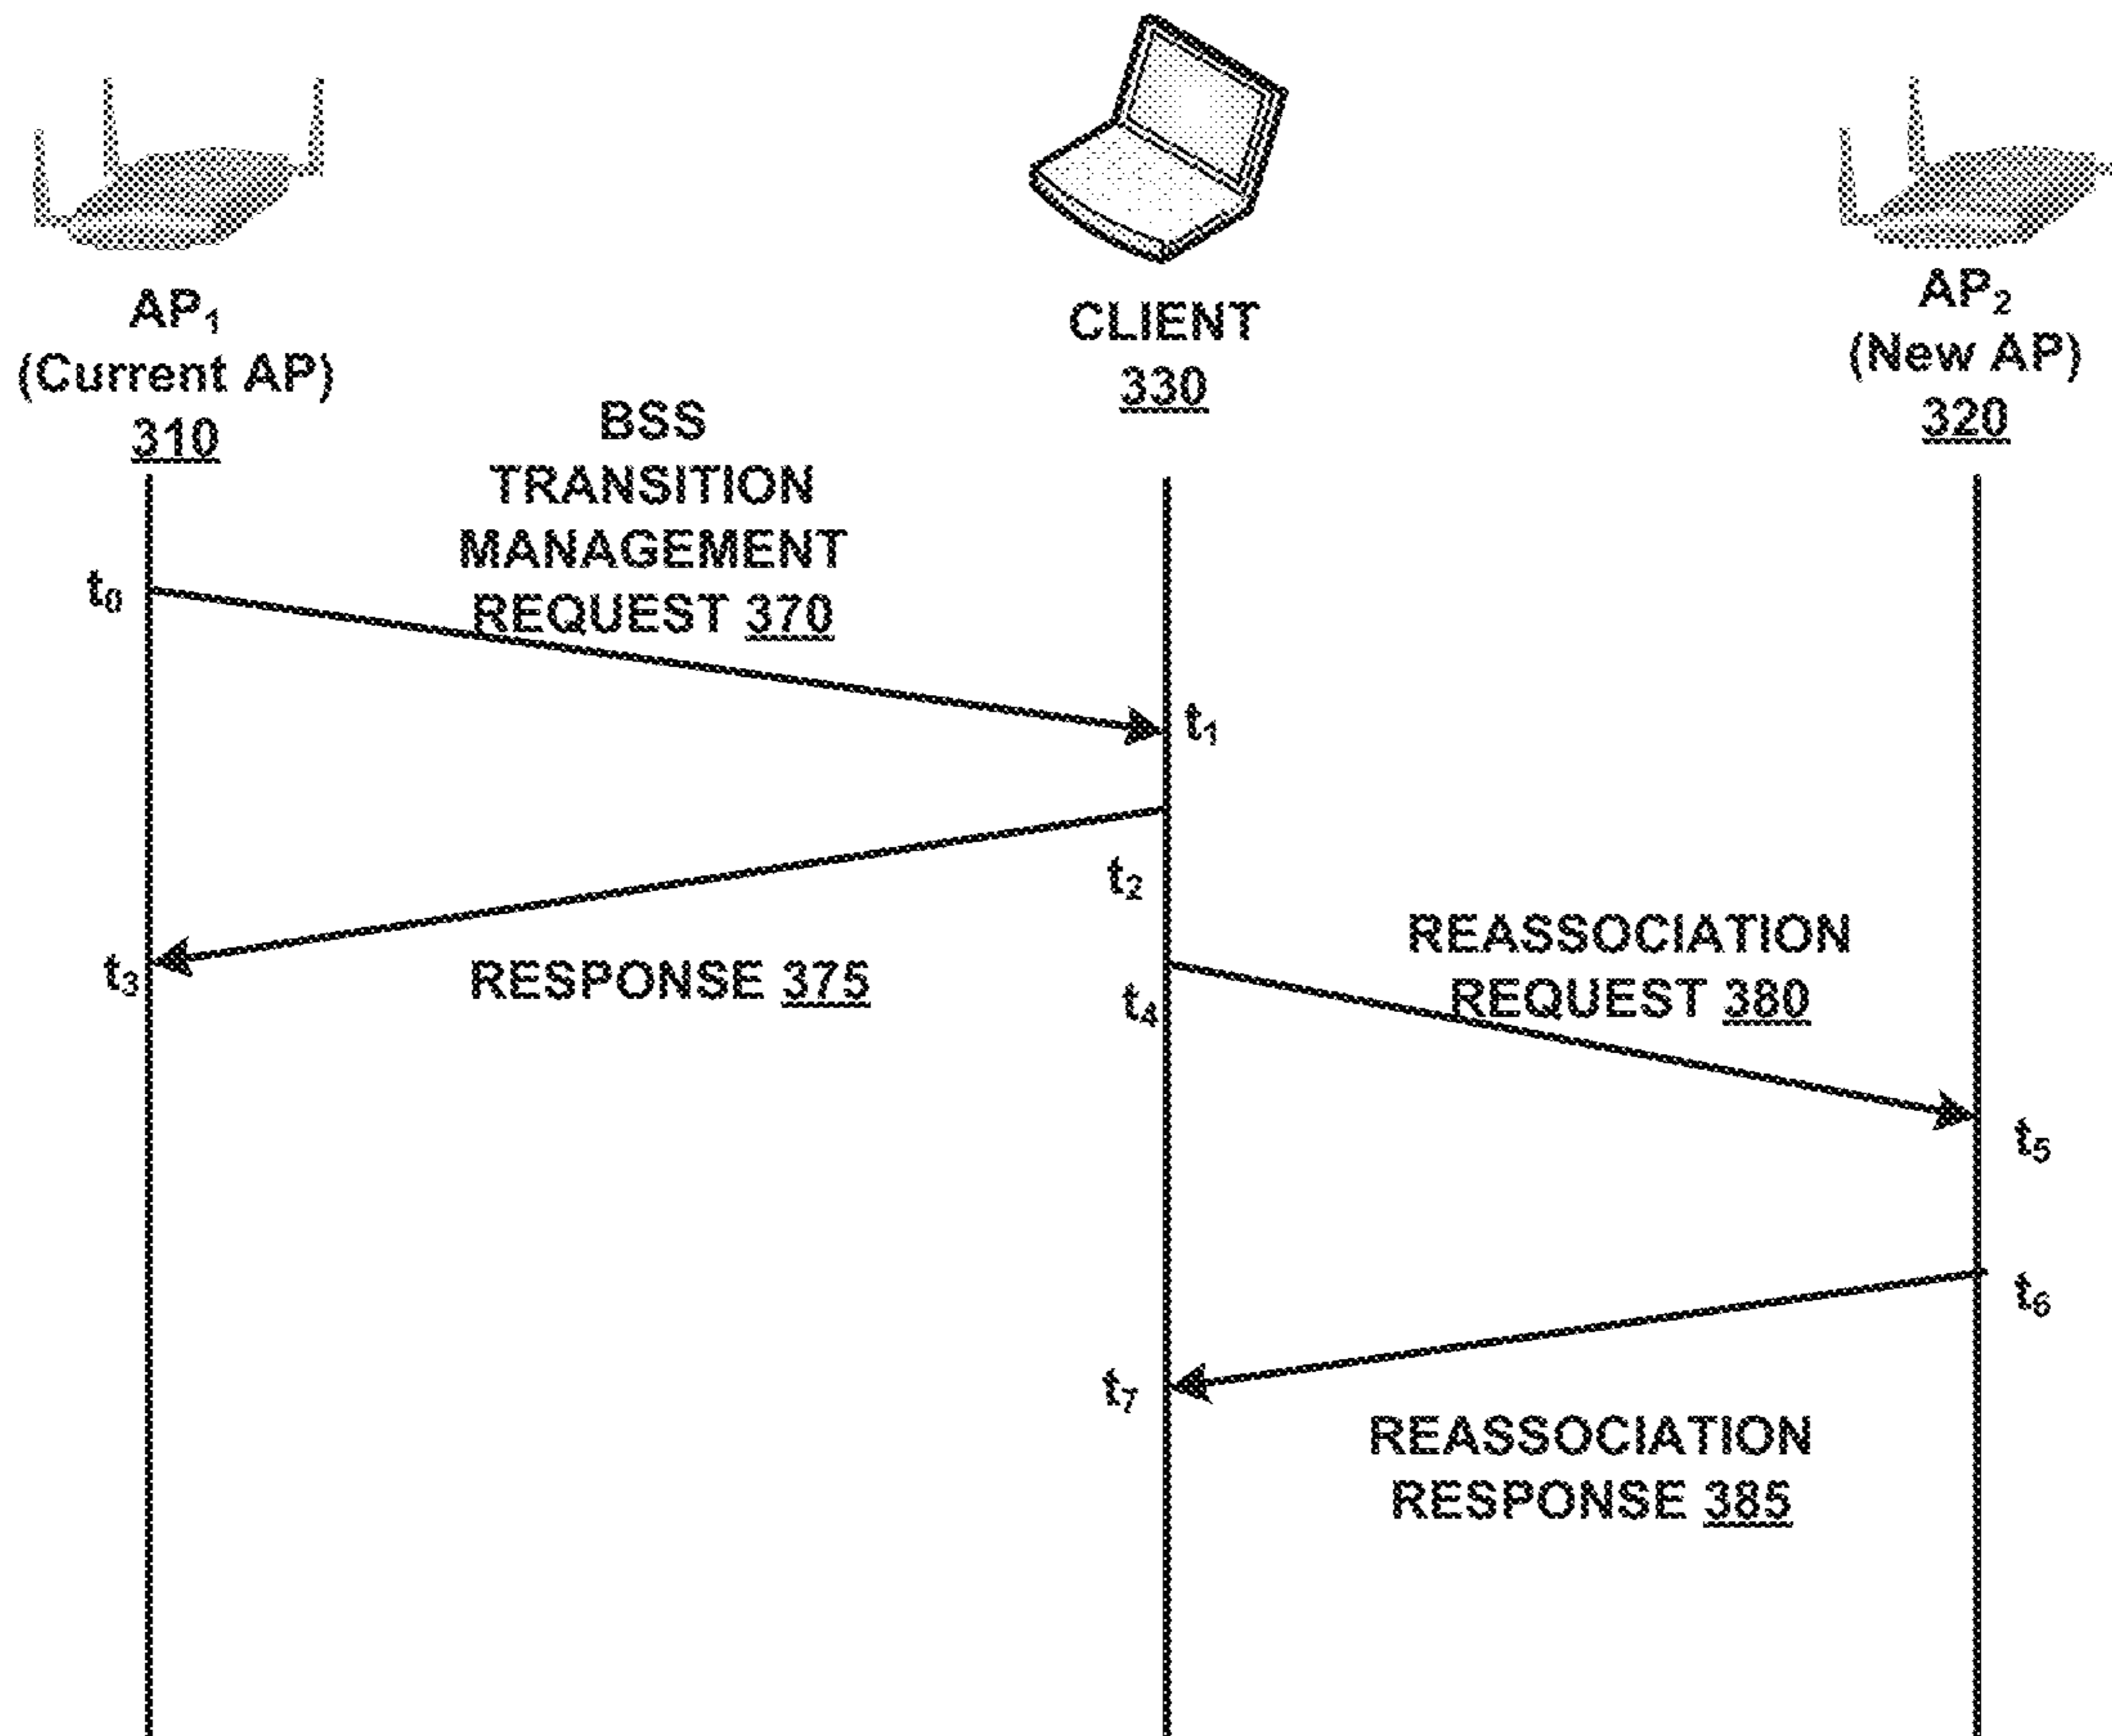 AP₁
(Current AP)
310
CLIENT
330
AP₂
(New AP)
320
BSS
TRANSITION
MANAGEMENT
REQUEST 370
t₀
t₁
t₂
t₃
RESPONSE 375
REASSOCIATION
REQUEST 380
t₄
t₅
t₆
t₇
REASSOCIATION
RESPONSE 385